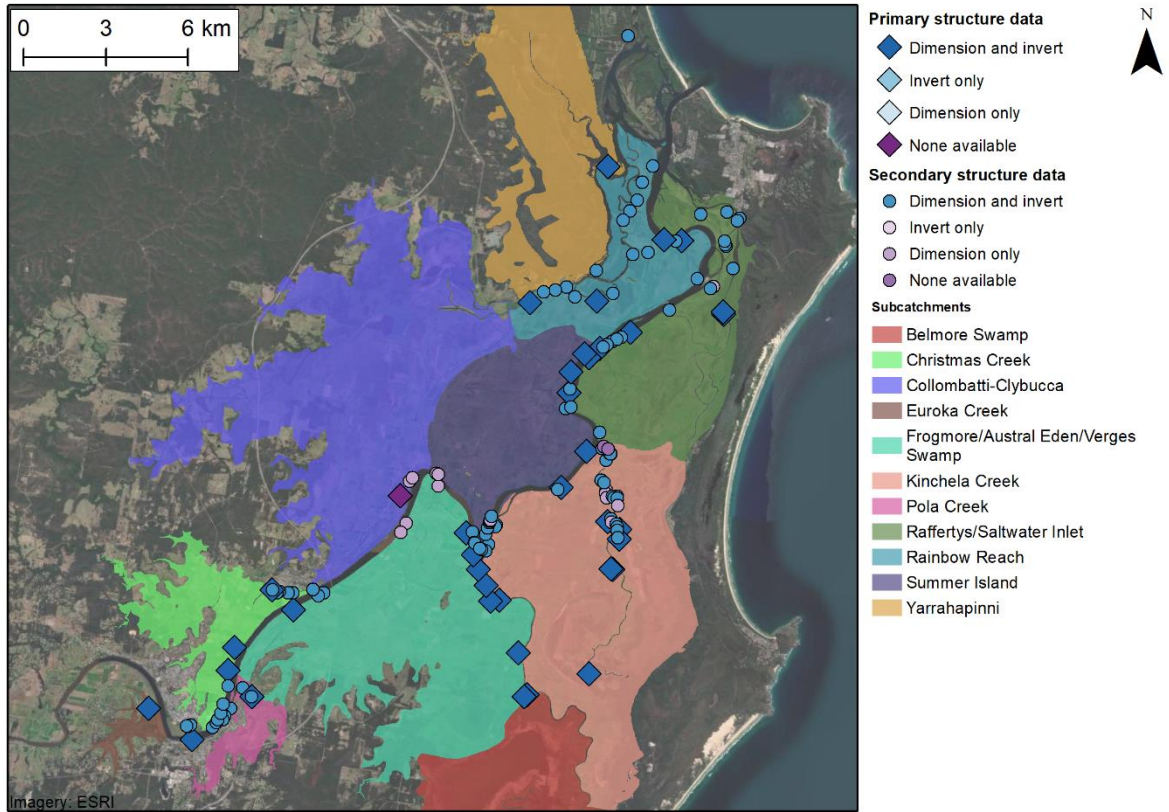 0 3 6 km
Imagery: ESRI
N
Primary structure data
Dimension and invert
Invert only
Dimension only
None available
Secondary structure data
Dimension and invert
Invert only
Dimension only
None available
Subcatchments
Belmore Swamp
Christmas Creek
Collombatti-Clybucca
Euroka Creek
Frogmore/Austral Eden/Verges
Swamp
Kinchela Creek
Pola Creek
Raffertys/Saltwater Inlet
Rainbow Reach
Summer Island
Yarrahapinni